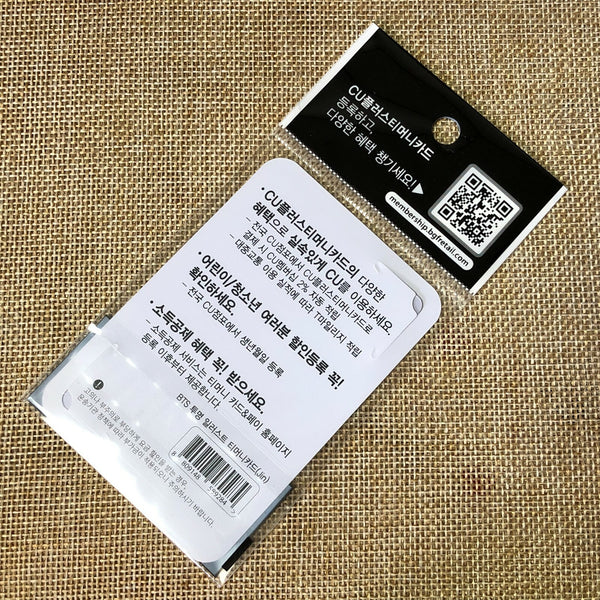 CU플러스티머니카드
등록하고,
다양한 혜택 챙기세요!
membership.bgfretail.com
· CU플러스티머니카드의 다양한
혜택으로 실속있게 CU를 이용하세요.
- 전국 CU점포에서 CU플러스티머니카드로
결제 시 CU멤버십 2% 자동 적립
- 대중교통 이용 실적에 따라 T마일리지 적립
· 어린이/청소년 여러분 할인등록 꼭!
확인하세요.
- 전국 CU점포에서 생년월일 등록
· 소득공제 혜택 꼭! 받으세요.
- 소득공제 서비스는 티머니 카드&페이 홈페이지
등록 이후부터 제공합니다.
BTS 투명 일러스트 티머니카드(Jin)